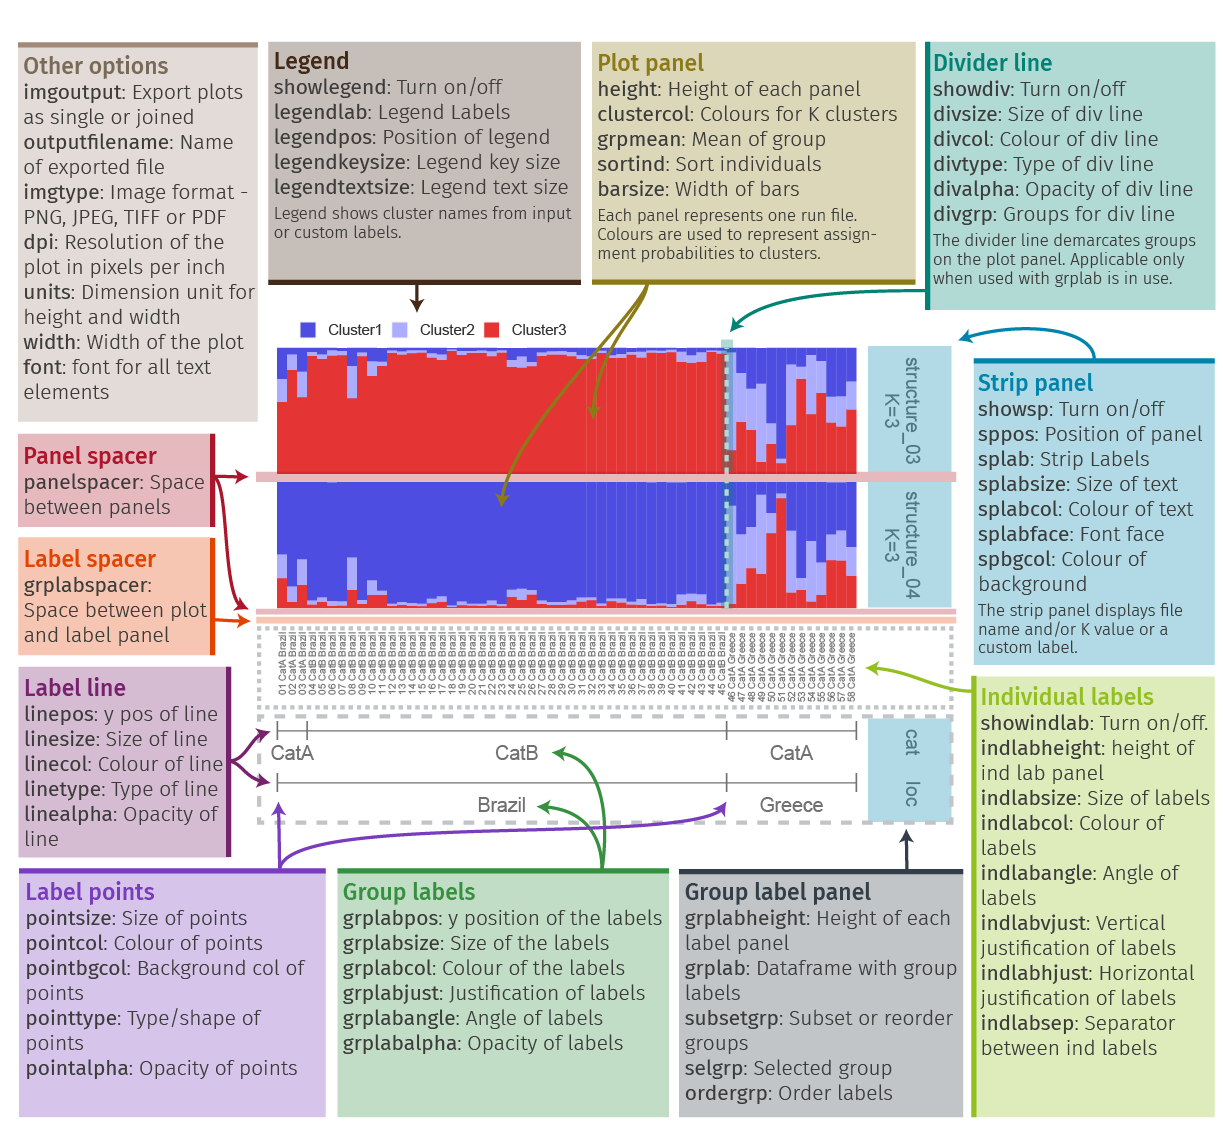 Other options
imgoutput: Export plots
as single or joined
outputfilename: Name
of exported file
imgtype: Image format -
PNG, JPEG, TIFF or PDF
dpi: Resolution of the
plot in pixels per inch
units: Dimension unit for
height and width
width: Width of the plot
font: font for all text
elements
Legend
showlegend: Turn on/off
legendlab: Legend Labels
legendpos: Position of legend
legendkeysize: Legend key size
legendtextsize: Legend text size
Legend shows cluster names from input
or custom labels.
Plot panel
height: Height of each panel
clustercol: Colours for K clusters
grpmean: Mean of group
sortind: Sort individuals
barsize: Width of bars
Each panel represents one run file.
Colours are used to represent assign-
ment probabilities to clusters.
Divider line
showdiv: Turn on/off
divsize: Size of div line
divcol: Colour of div line
divtype: Type of div line
divalpha: Opacity of div line
divgrp: Groups for div line
The divider line demarcates groups
on the plot panel. Applicable only
when used with grplab is in use.
Cluster1 Cluster2 Cluster3
structure_03
K=3
structure_04
K=3
Strip panel
showsp: Turn on/off
sppos: Position of panel
splab: Strip Labels
splabsize: Size of text
splabcol: Colour of text
splabface: Font face
spbgcol: Colour of
background
The strip panel displays file
name and/or K value or a
custom label.
Panel spacer
panelspacer: Space
between panels
Label spacer
grplabspacer:
Space between plot
and label panel
Label line
linepos: y pos of line
linesize: Size of line
linecol: Colour of line
linetype: Type of line
linealpha: Opacity of
line
01 CatA Brazil
02 CatA Brazil
03 CatA Brazil
04 CatB Brazil
05 CatB Brazil
06 CatB Brazil
07 CatB Brazil
08 CatB Brazil
09 CatB Brazil
10 CatB Brazil
11 CatB Brazil
12 CatB Brazil
13 CatB Brazil
14 CatB Brazil
15 CatB Brazil
16 CatB Brazil
17 CatB Brazil
18 CatB Brazil
19 CatB Brazil
20 CatB Brazil
21 CatB Brazil
22 CatB Brazil
23 CatB Brazil
24 CatB Brazil
25 CatB Brazil
26 CatB Brazil
27 CatB Brazil
28 CatB Brazil
29 CatB Brazil
30 CatB Brazil
31 CatB Brazil
32 CatB Brazil
33 CatB Brazil
34 CatB Brazil
35 CatB Brazil
36 CatB Brazil
37 CatB Brazil
38 CatB Brazil
39 CatB Brazil
40 CatB Brazil
41 CatB Brazil
42 CatB Brazil
43 CatB Brazil
44 CatB Brazil
45 CatB Brazil
46 CatA Greece
47 CatA Greece
48 CatA Greece
49 CatA Greece
50 CatA Greece
51 CatA Greece
52 CatA Greece
53 CatA Greece
54 CatA Greece
55 CatA Greece
56 CatA Greece
57 CatA Greece
58 CatA Greece
CatA CatB CatA
cat
Brazil Greece
loc
Individual labels
showindlab: Turn on/off.
indlabheight: height of
ind lab panel
indlabsize: Size of labels
indlabcol: Colour of
labels
indlabangle: Angle of
labels
indlabvjust: Vertical
justification of labels
indlabhjust: Horizontal
justification of labels
indlabsep: Separator
between ind labels
Label points
pointsize: Size of points
pointcol: Colour of points
pointbgcol: Background col of
points
pointtype: Type/shape of
points
pointalpha: Opacity of points
Group labels
grplabpos: y position of the labels
grplabsize: Size of the labels
grplabcol: Colour of the labels
grplabjust: Justification of labels
grplabangle: Angle of labels
grplabalpha: Opacity of labels
Group label panel
grplabheight: Height of each
label panel
grplab: Dataframe with group
labels
subsetgrp: Subset or reorder
groups
selgrp: Selected group
ordergrp: Order labels